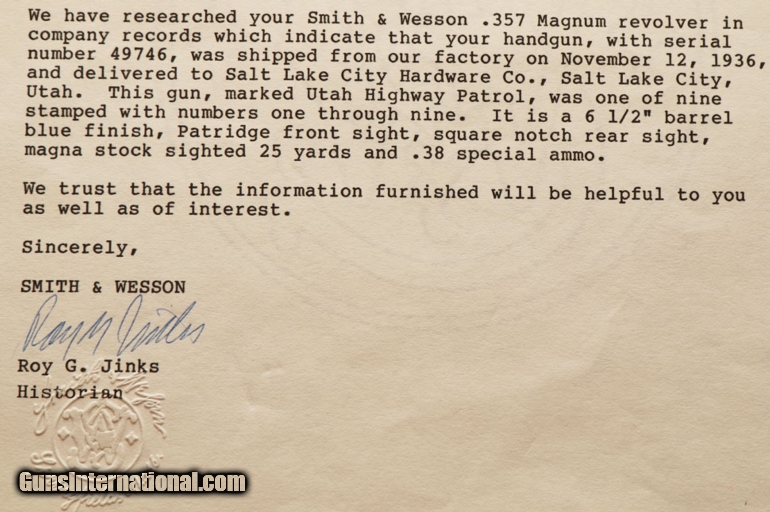 We have researched your Smith & Wesson .357 Magnum revolver in
company records which indicate that your handgun, with serial
number 49746, was shipped from our factory on November 12, 1936,
and delivered to Salt Lake City Hardware Co., Salt Lake City,
Utah.  This gun, marked Utah Highway Patrol, was one of nine
stamped with numbers one through nine.  It is a 6 1/2" barrel
blue finish, Patridge front sight, square notch rear sight,
magna stock sighted 25 yards and .38 special ammo.
We trust that the information furnished will be helpful to you
as well as of interest.
Sincerely,
SMITH & WESSON
Roy G. Jinks
Roy G. Jinks
Historian
GunsInternational.com